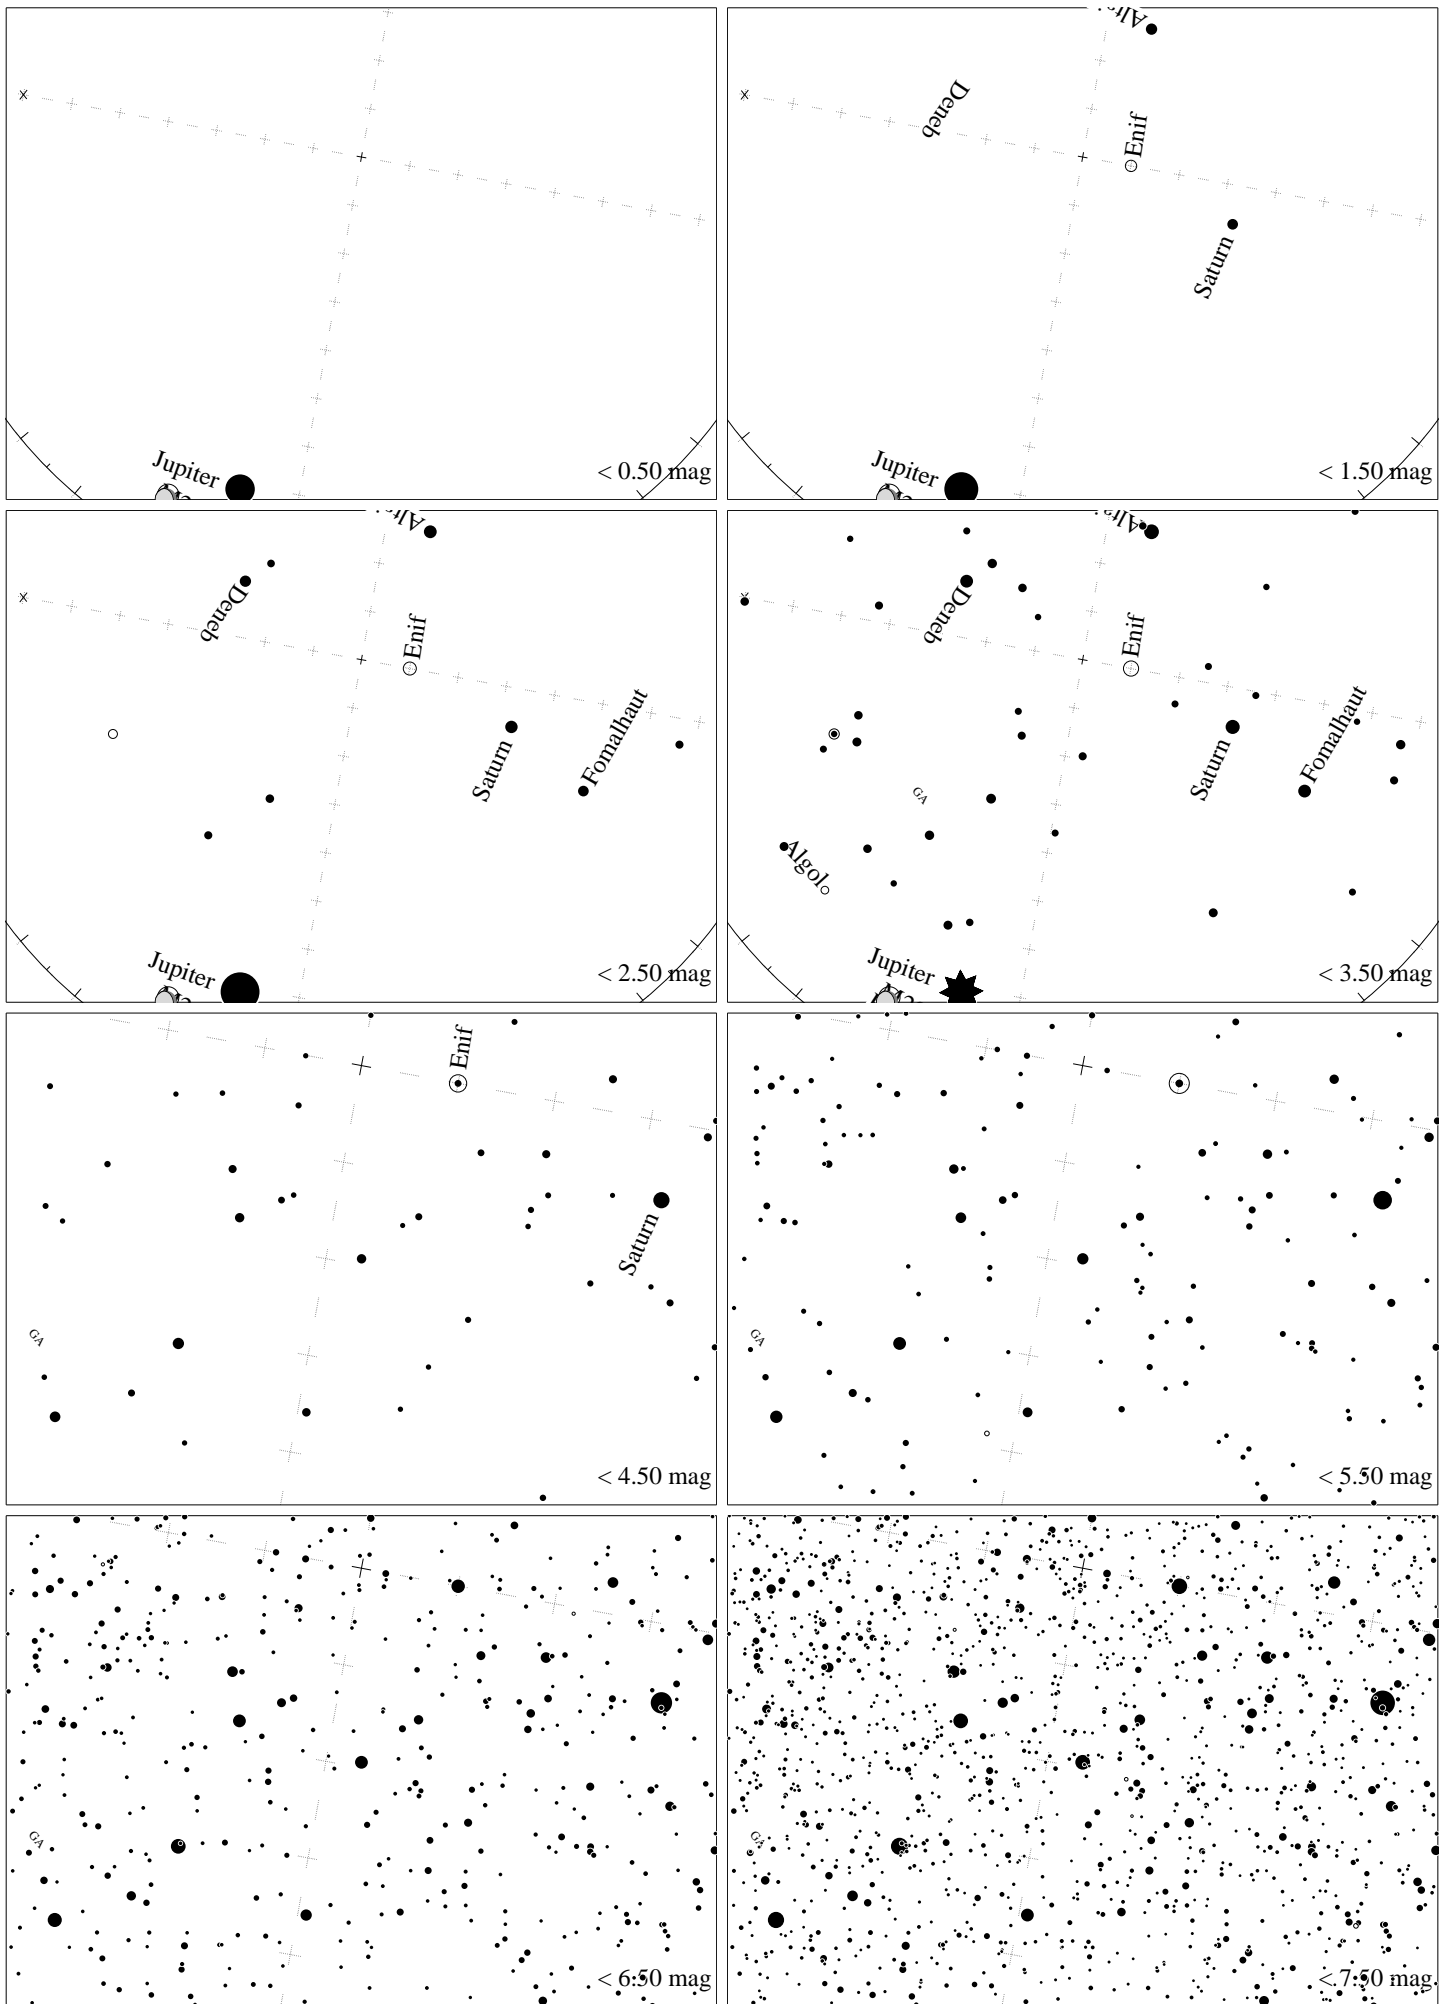 Jupiter
< 0.50 mag
Deneb
Enif
Saturn
Jupiter
< 1.50 mag
Deneb
Enif
Saturn
Fomalhaut
Jupiter
< 2.50 mag
Deneb
Enif
Saturn
Fomalhaut
GA
Algol
Jupiter
< 3.50 mag
Enif
Saturn
GA
< 4.50 mag
GA
< 5.50 mag
GA
< 6.50 mag
GA
< 7.50 mag